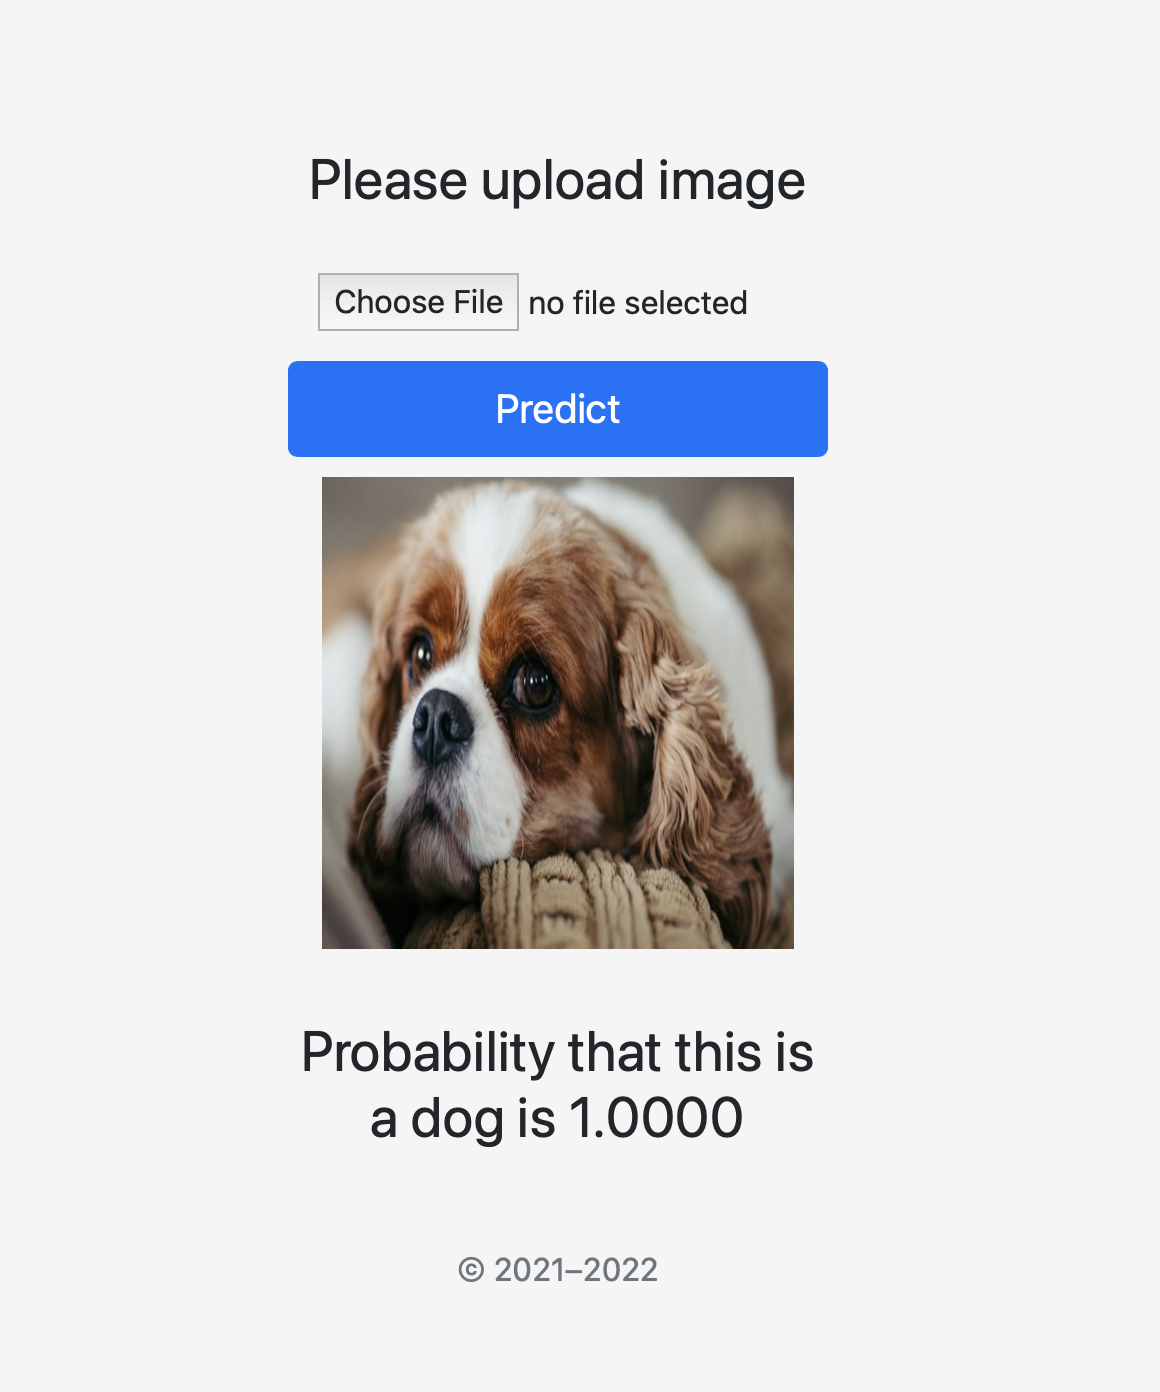 Please upload image
Choose File no file selected
Predict
Probability that this is
a dog is 1.0000
© 2021–2022